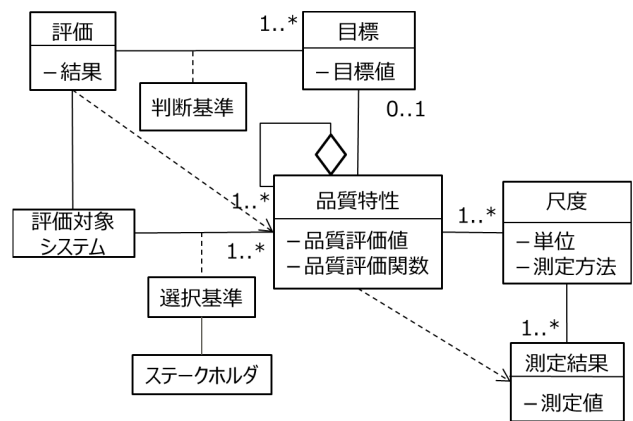 評価
－結果
1..*
目標
－目標値
判断基準
0..1
1..*
品質特性
－品質評価値
－品質評価関数
1..*
尺度
－単位
－測定方法
評価対象
システム
1..*
選択基準
ステークホルダ
1..*
測定結果
－測定値